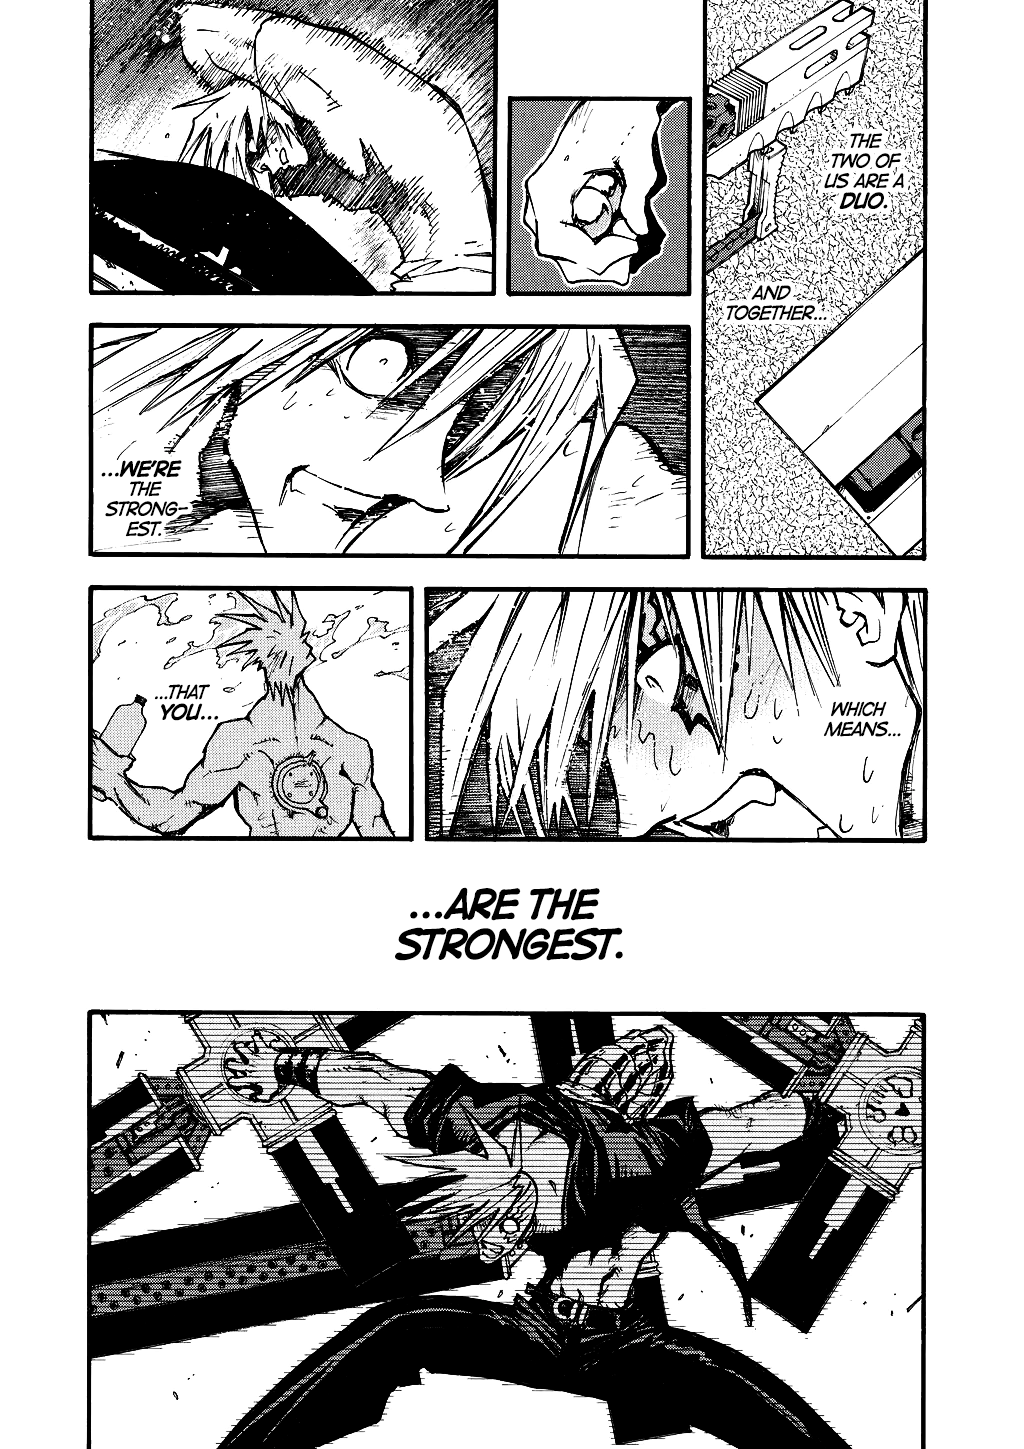 THE
TWO OF
US ARE A
DUO.
AND
TOGETHER...
...WE'RE
THE
STRONG-
EST.
WHICH
MEANS...
...THAT
YOU...
...ARE THE
STRONGEST.